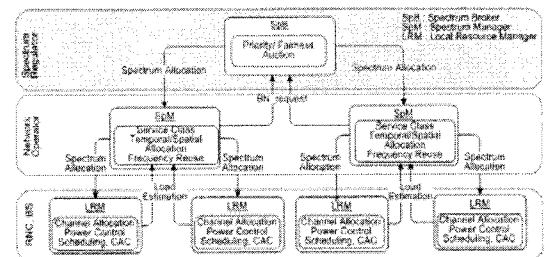 SpB : Spectrum Broker
SpM : Spectrum Manager
LRM : Local Resource Manager
Spectrum
Regulator
SpB
Priority/ Fairness
Auction
Spectrum Allocation
Spectrum Allocation
BN_request
Network
Operator
SpM
Service Class
Temporal/Spatial
Allocation
Frequency Reuse
SpM
Service Class
Temporal/Spatial
Allocation
Frequency Reuse
Spectrum
Allocation
Spectrum
Allocation
Spectrum
Allocation
Spectrum
Allocation
Load
Estimation
Load
Estimation
RNC, BS
LRM
Channel Allocation
Power Control
Scheduling, CAC
LRM
Channel Allocation
Power Control
Scheduling, CAC
LRM
Channel Allocation
Power Control
Scheduling, CAC
LRM
Channel Allocation
Power Control
Scheduling, CAC